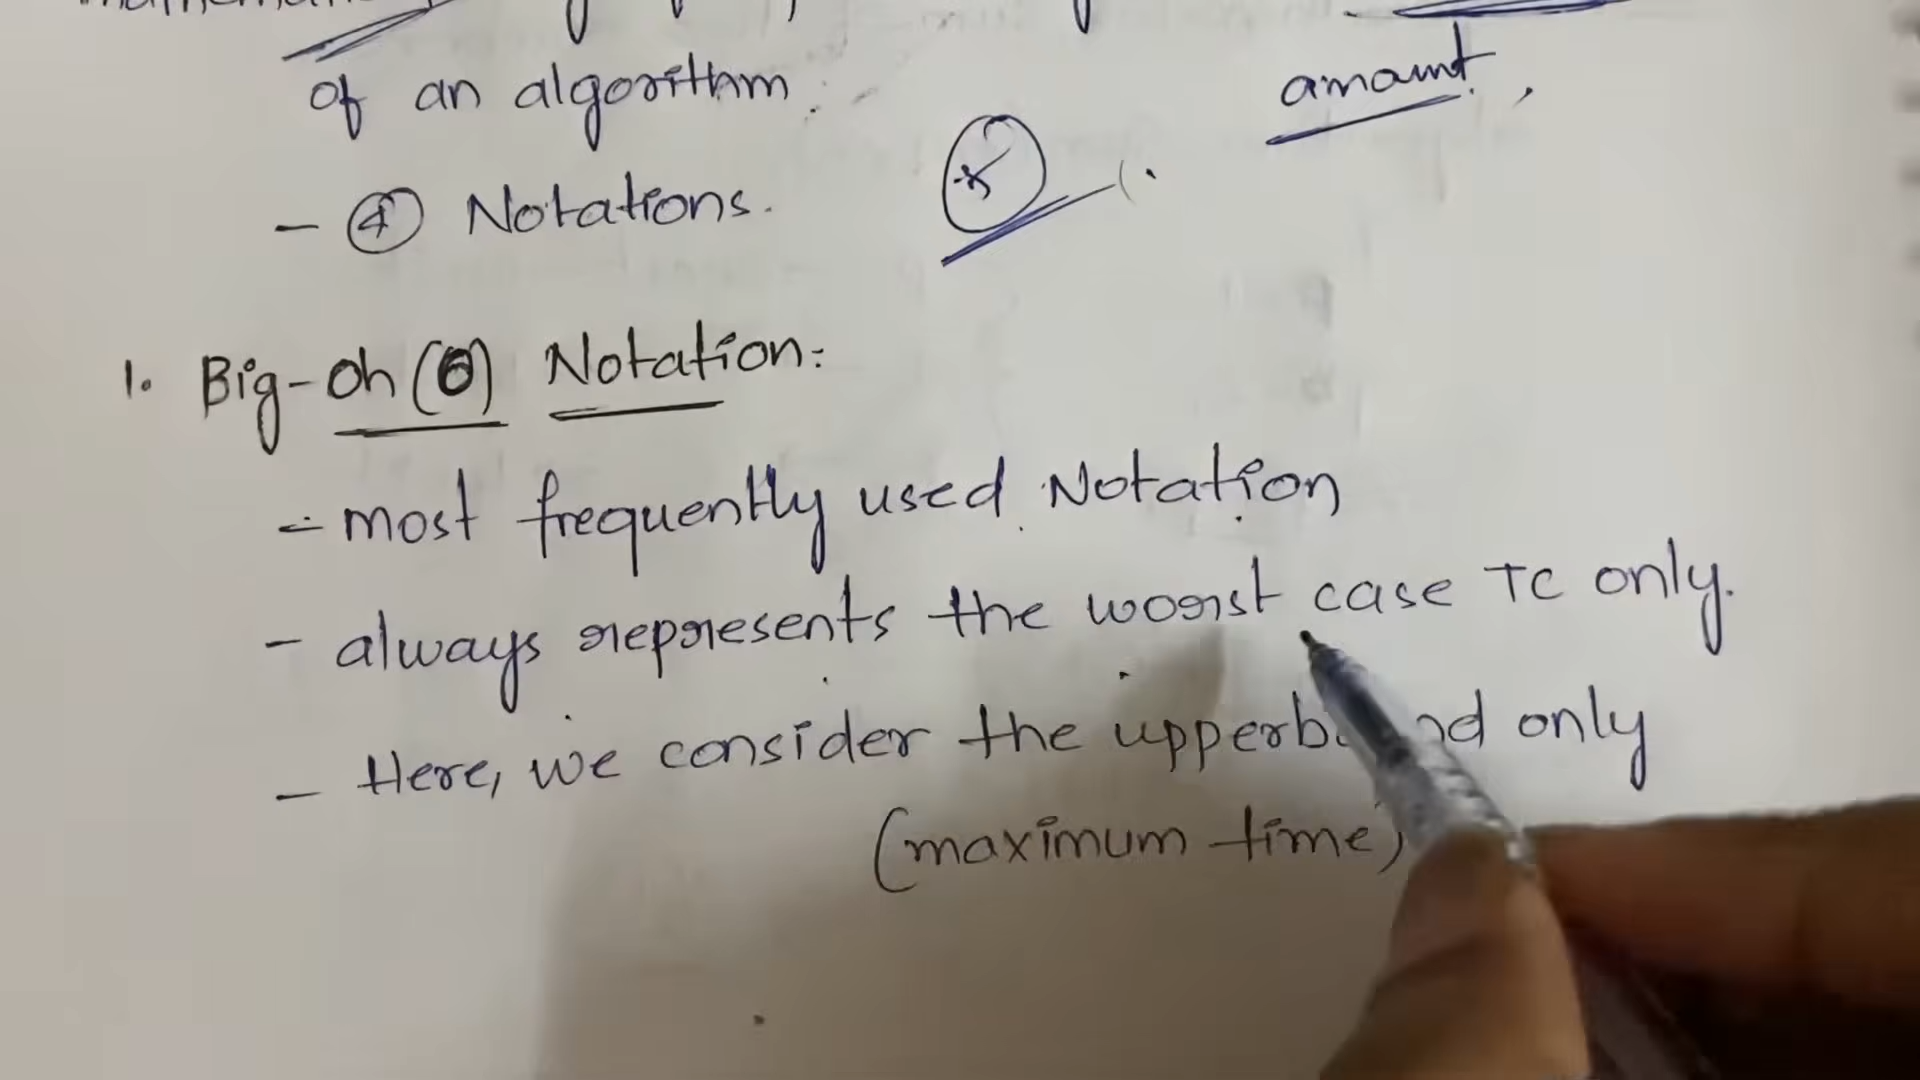 of an algorithm.
amount.
- ④ Notations.
1. Big-Oh (O) Notation:
- most frequently used Notation
- always represents the worst case TC only.
- Here, we consider the only
(maximum time)